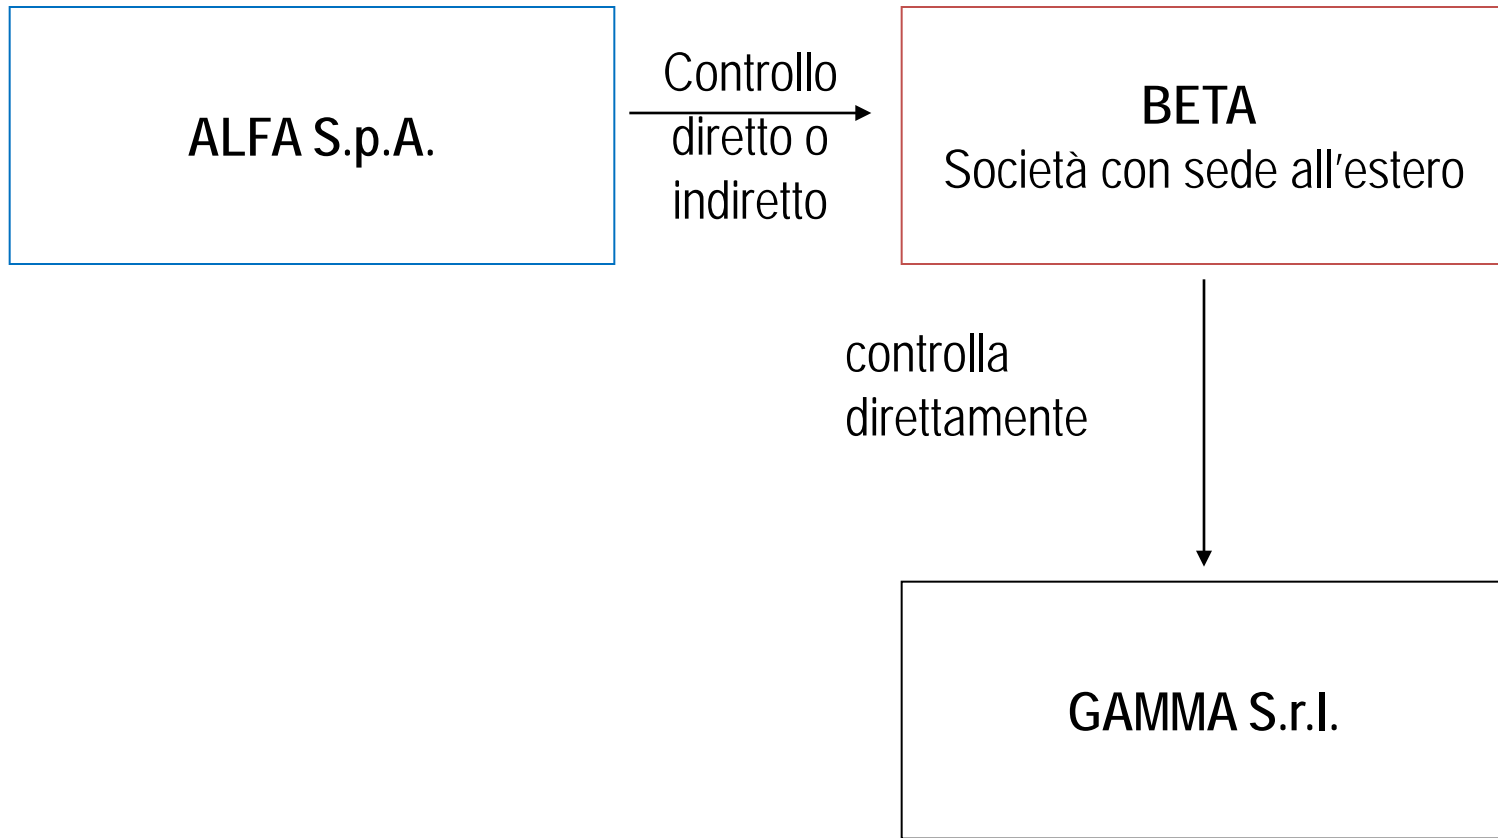 ALFA S.p.A.
Controllo
diretto o
indiretto
BETA
Società con sede all'estero
controlla
direttamente
GAMMA S.r.l.